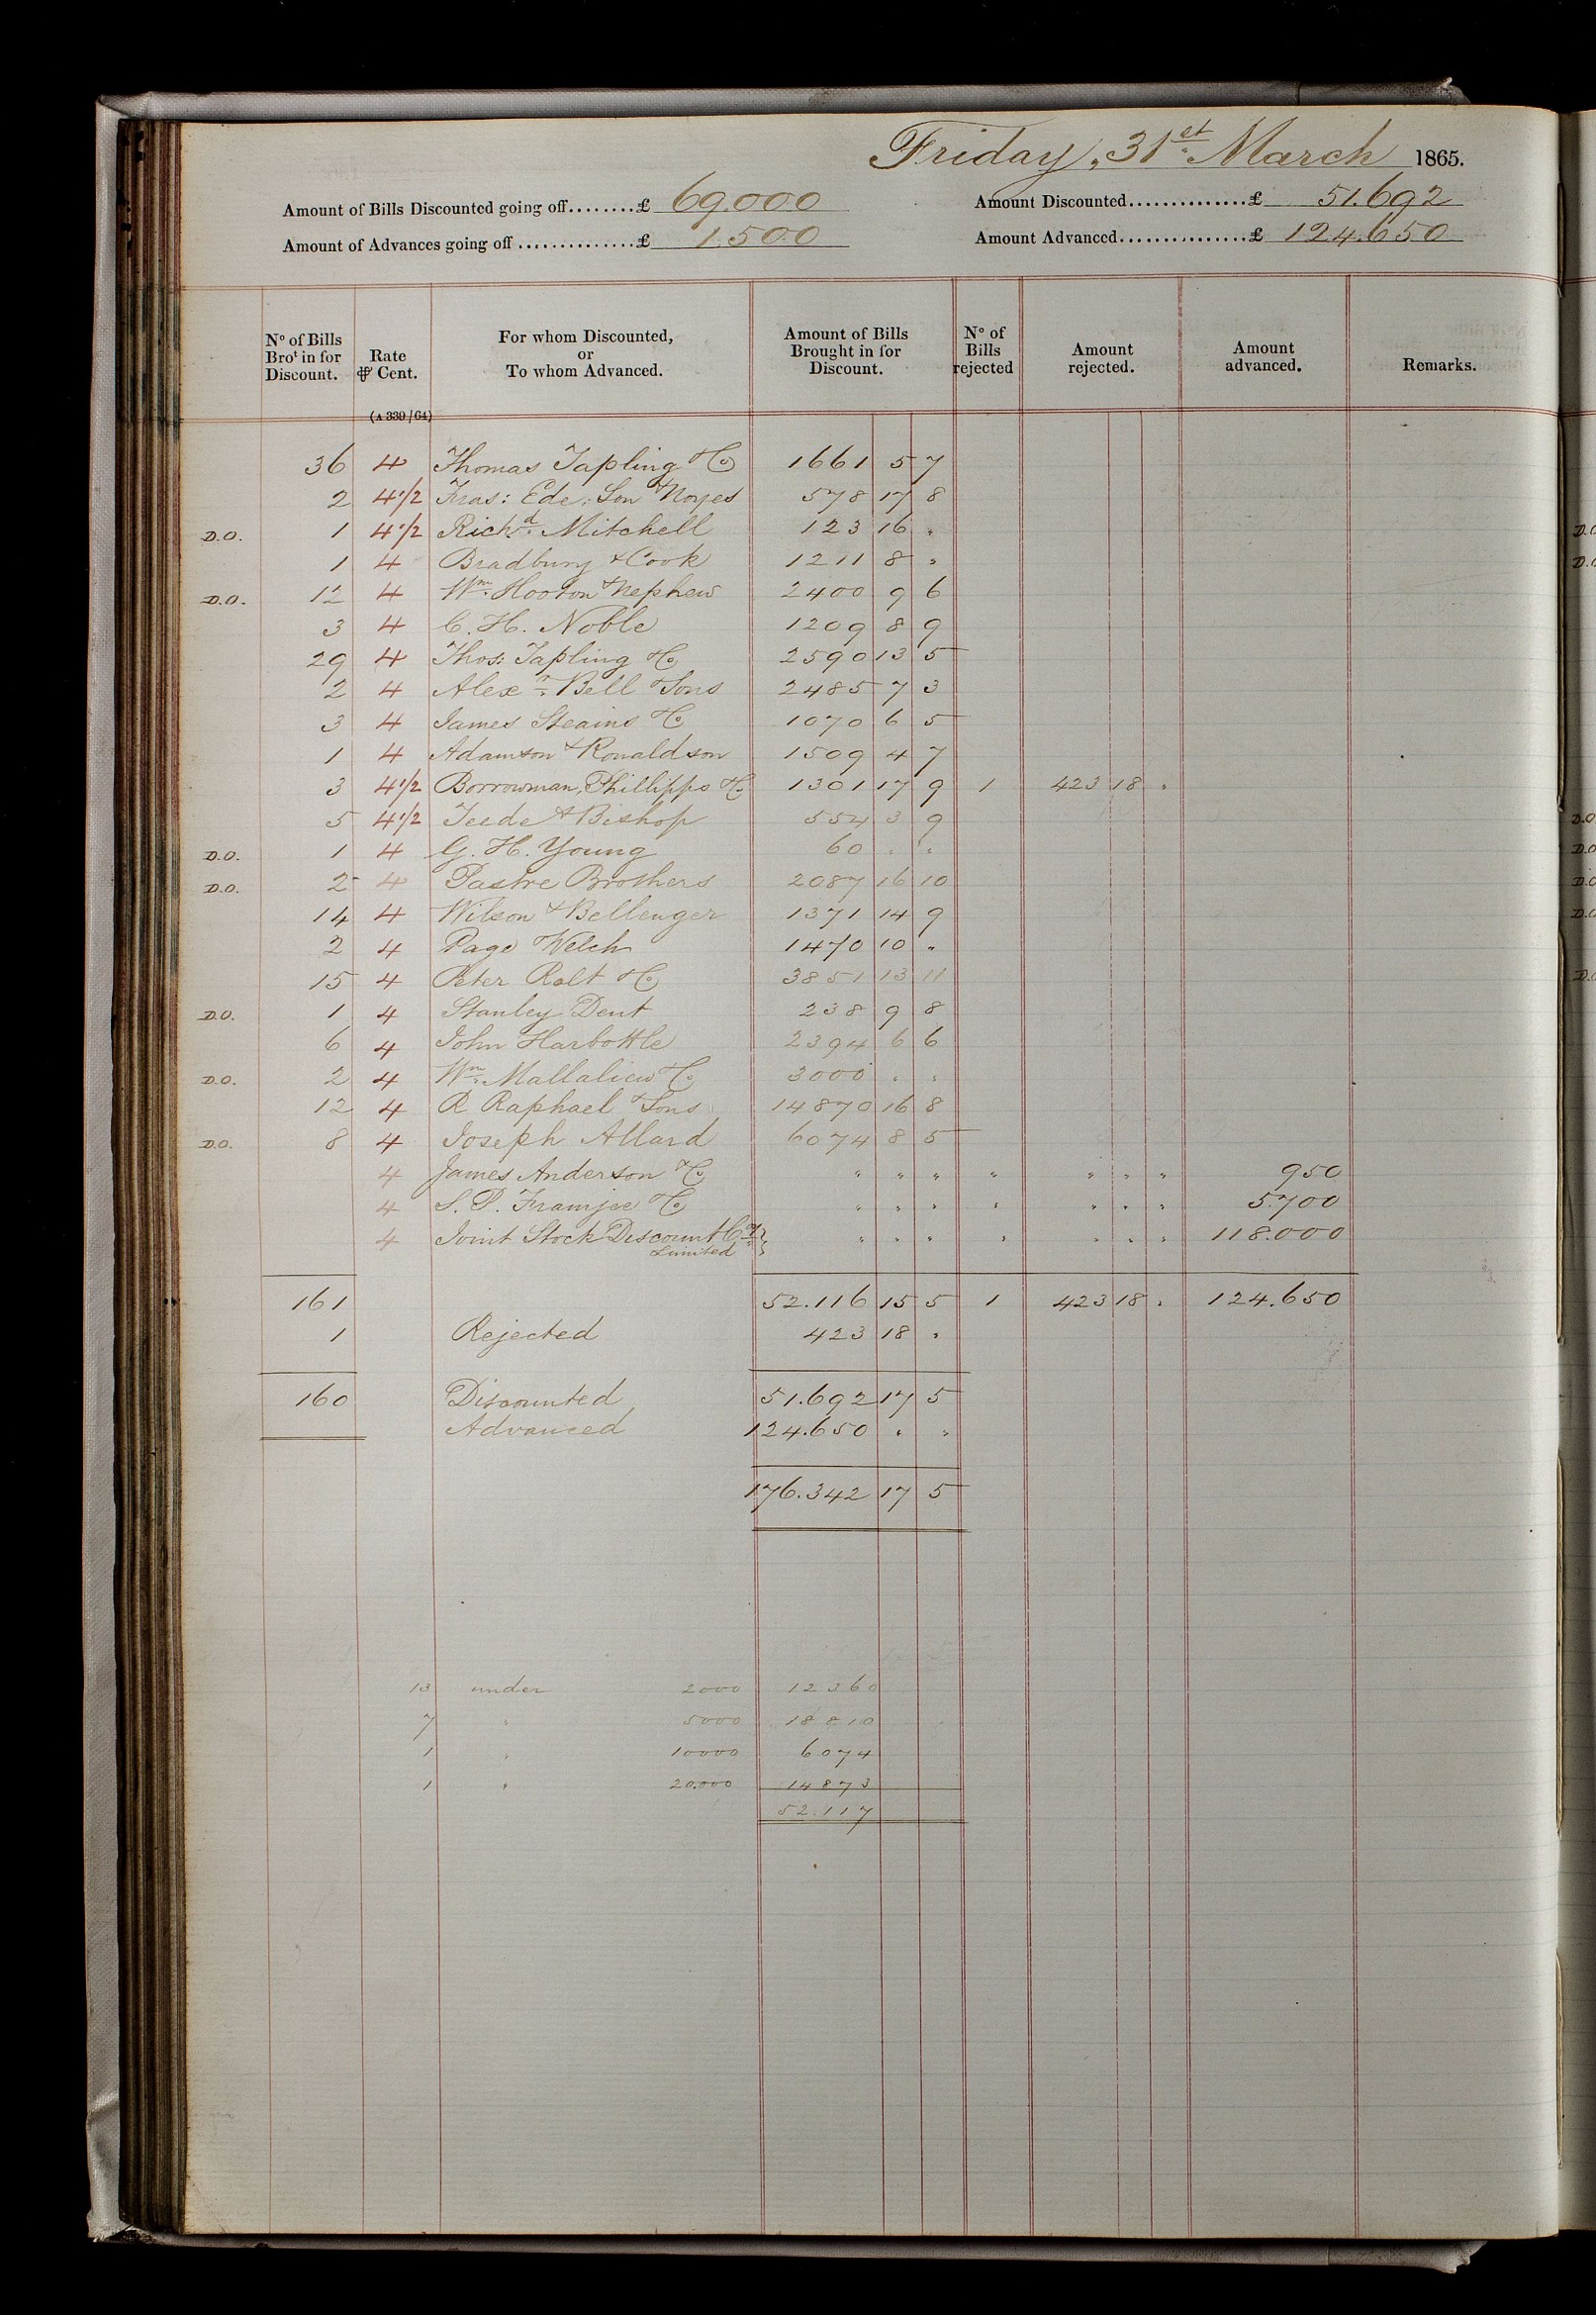 Friday, 31st March 1865.
Amount of Bills Discounted going off........£ 69.000 Amount Discounted...............£ 51.692
Amount of Advances going off...............£ 1.500 Amount Advanced................£ 124.650
No of Bills Brot in for Discount. Rate ⅌ Cent. (A 339/64) For whom Discounted, or To whom Advanced. Amount of Bills Brought in for Discount. No of Bills rejected Amount rejected. Amount advanced. Remarks.
36 4 Thomas Tapling & Co 1661 5 7
2 4 1/2 Fras: Ede, Son & Noyes 578 17 8
D.O. 1 4 1/2 Richd. Mitchell 123 16 "
1 4 Bradbury & Cook 1211 8 "
D.O. 12 4 Wm. Hooton & Nephew 2400 9 6
3 4 C. H. Noble 1209 8 9
29 4 Thos: Tapling & Co 2590 13 5
2 4 Alexr. Bell & Sons 2485 7 3
3 4 James Steains & Co 1070 6 5
1 4 Adamson & Ronaldson 1509 4 7
3 4 1/2 Borrowman, Phillipps & Co 1301 17 9 1 423 18 "
5 4 1/2 Teede & Bishop 554 3 9
D.O. 1 4 G. H. Young 60 " "
D.O. 2 4 Pastre Brothers 2087 16 10
14 4 Wilson & Bellenger 1371 14 9
2 4 Page & Welch 1470 10 "
15 4 Peter Rolt & Co 3851 13 11
D.O. 1 4 Stanley Dent 238 9 8
6 4 John Harbottle 2394 6 6
D.O. 2 4 Wm. Mallalieu & Co 3000 " "
12 4 R Raphael & Sons 14870 16 8
D.O. 8 4 Joseph Allard 6074 8 5
4 James Anderson & Co " " " " " " " 950
4 S. P. Framjee & Co " " " " " " " 5.700
4 Joint Stock Discount Coy. " " " " " " " 118.000
Limited
161 52.116 15 5 1 423 18 " 124.650
1 Rejected 423 18 "
160 Discounted 51.692 17 5
Advanced 124.650 " "
176.342 17 5
13 under 2000 12360
7 " 5000 18810
1 " 10000 6074
1 " 20.000 14873
52.117